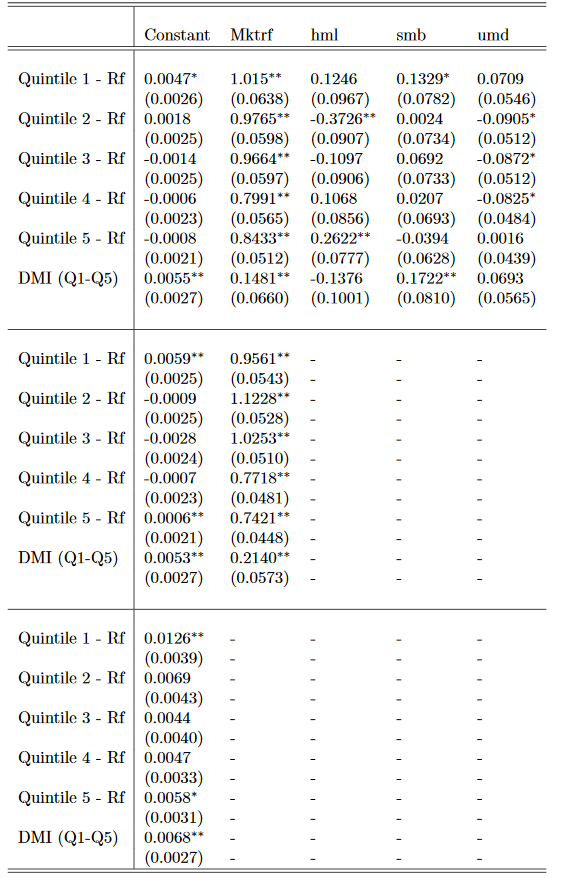 Constant Mktrf hml smb umd
Quintile 1 - Rf 0.0047* 1.015** 0.1246 0.1329* 0.0709
(0.0026) (0.0638) (0.0967) (0.0782) (0.0546)
Quintile 2 - Rf 0.0018 0.9765** -0.3726** 0.0024 -0.0905*
(0.0025) (0.0598) (0.0907) (0.0734) (0.0512)
Quintile 3 - Rf -0.0014 0.9664** -0.1097 0.0692 -0.0872*
(0.0025) (0.0597) (0.0906) (0.0733) (0.0512)
Quintile 4 - Rf -0.0006 0.7991** 0.1068 0.0207 -0.0825*
(0.0023) (0.0565) (0.0856) (0.0693) (0.0484)
Quintile 5 - Rf -0.0008 0.8433** 0.2622** -0.0394 0.0016
(0.0021) (0.0512) (0.0777) (0.0628) (0.0439)
DMI (Q1-Q5) 0.0055** 0.1481** -0.1376 0.1722** 0.0693
(0.0027) (0.0660) (0.1001) (0.0810) (0.0565)
Quintile 1 - Rf 0.0059** 0.9561** - - -
(0.0025) (0.0543) - - -
Quintile 2 - Rf -0.0009 1.1228** - - -
(0.0025) (0.0528) - - -
Quintile 3 - Rf -0.0028 1.0253** - - -
(0.0024) (0.0510) - - -
Quintile 4 - Rf -0.0007 0.7718** - - -
(0.0023) (0.0481) - - -
Quintile 5 - Rf 0.0006** 0.7421** - - -
(0.0021) (0.0448) - - -
DMI (Q1-Q5) 0.0053** 0.2140** - - -
(0.0027) (0.0573) - - -
Quintile 1 - Rf 0.0126** - - - -
(0.0039) - - - -
Quintile 2 - Rf 0.0069 - - - -
(0.0043) - - - -
Quintile 3 - Rf 0.0044 - - - -
(0.0040) - - - -
Quintile 4 - Rf 0.0047 - - - -
(0.0033) - - - -
Quintile 5 - Rf 0.0058* - - - -
(0.0031) - - - -
DMI (Q1-Q5) 0.0068** - - - -
(0.0027) - - - -